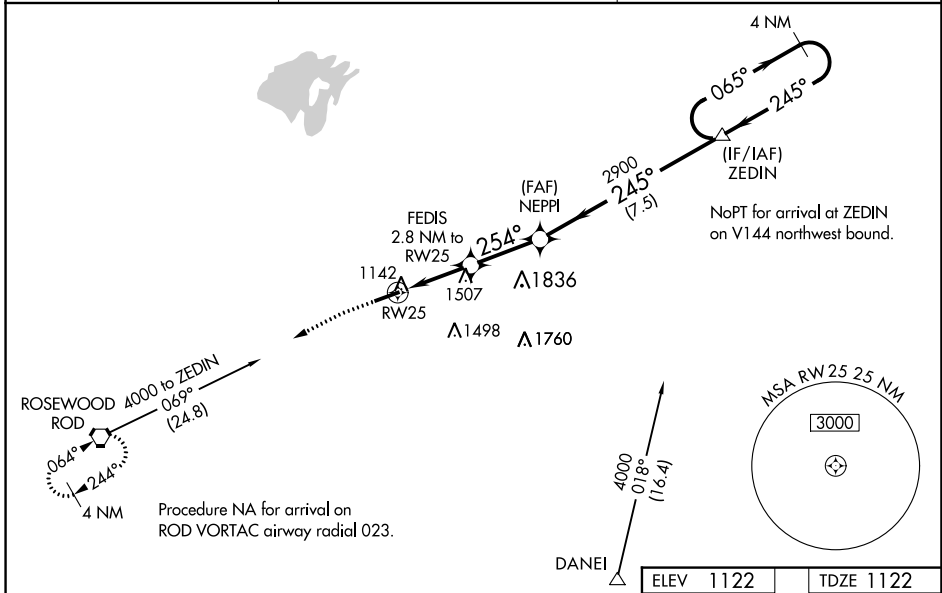 4 NM
065°
245°
(IF/IAF)
ZEDIN
2900
245°
(7.5)
(FAF)
NEPPI
NoPT for arrival at ZEDIN
on V144 northwest bound.
FEDIS
2.8 NM to
RW25
254°
1142
RW25
1507
1836
1498
1760
4000 to ZEDIN
069°
(24.8)
ROSEWOOD
ROD
064°
244°
4 NM
Procedure NA for arrival on
ROD VORTAC airway radial 023.
4000
018°
(16.4)
DANEI
MSA RW25 25 NM
3000
ELEV 1122
TDZE 1122